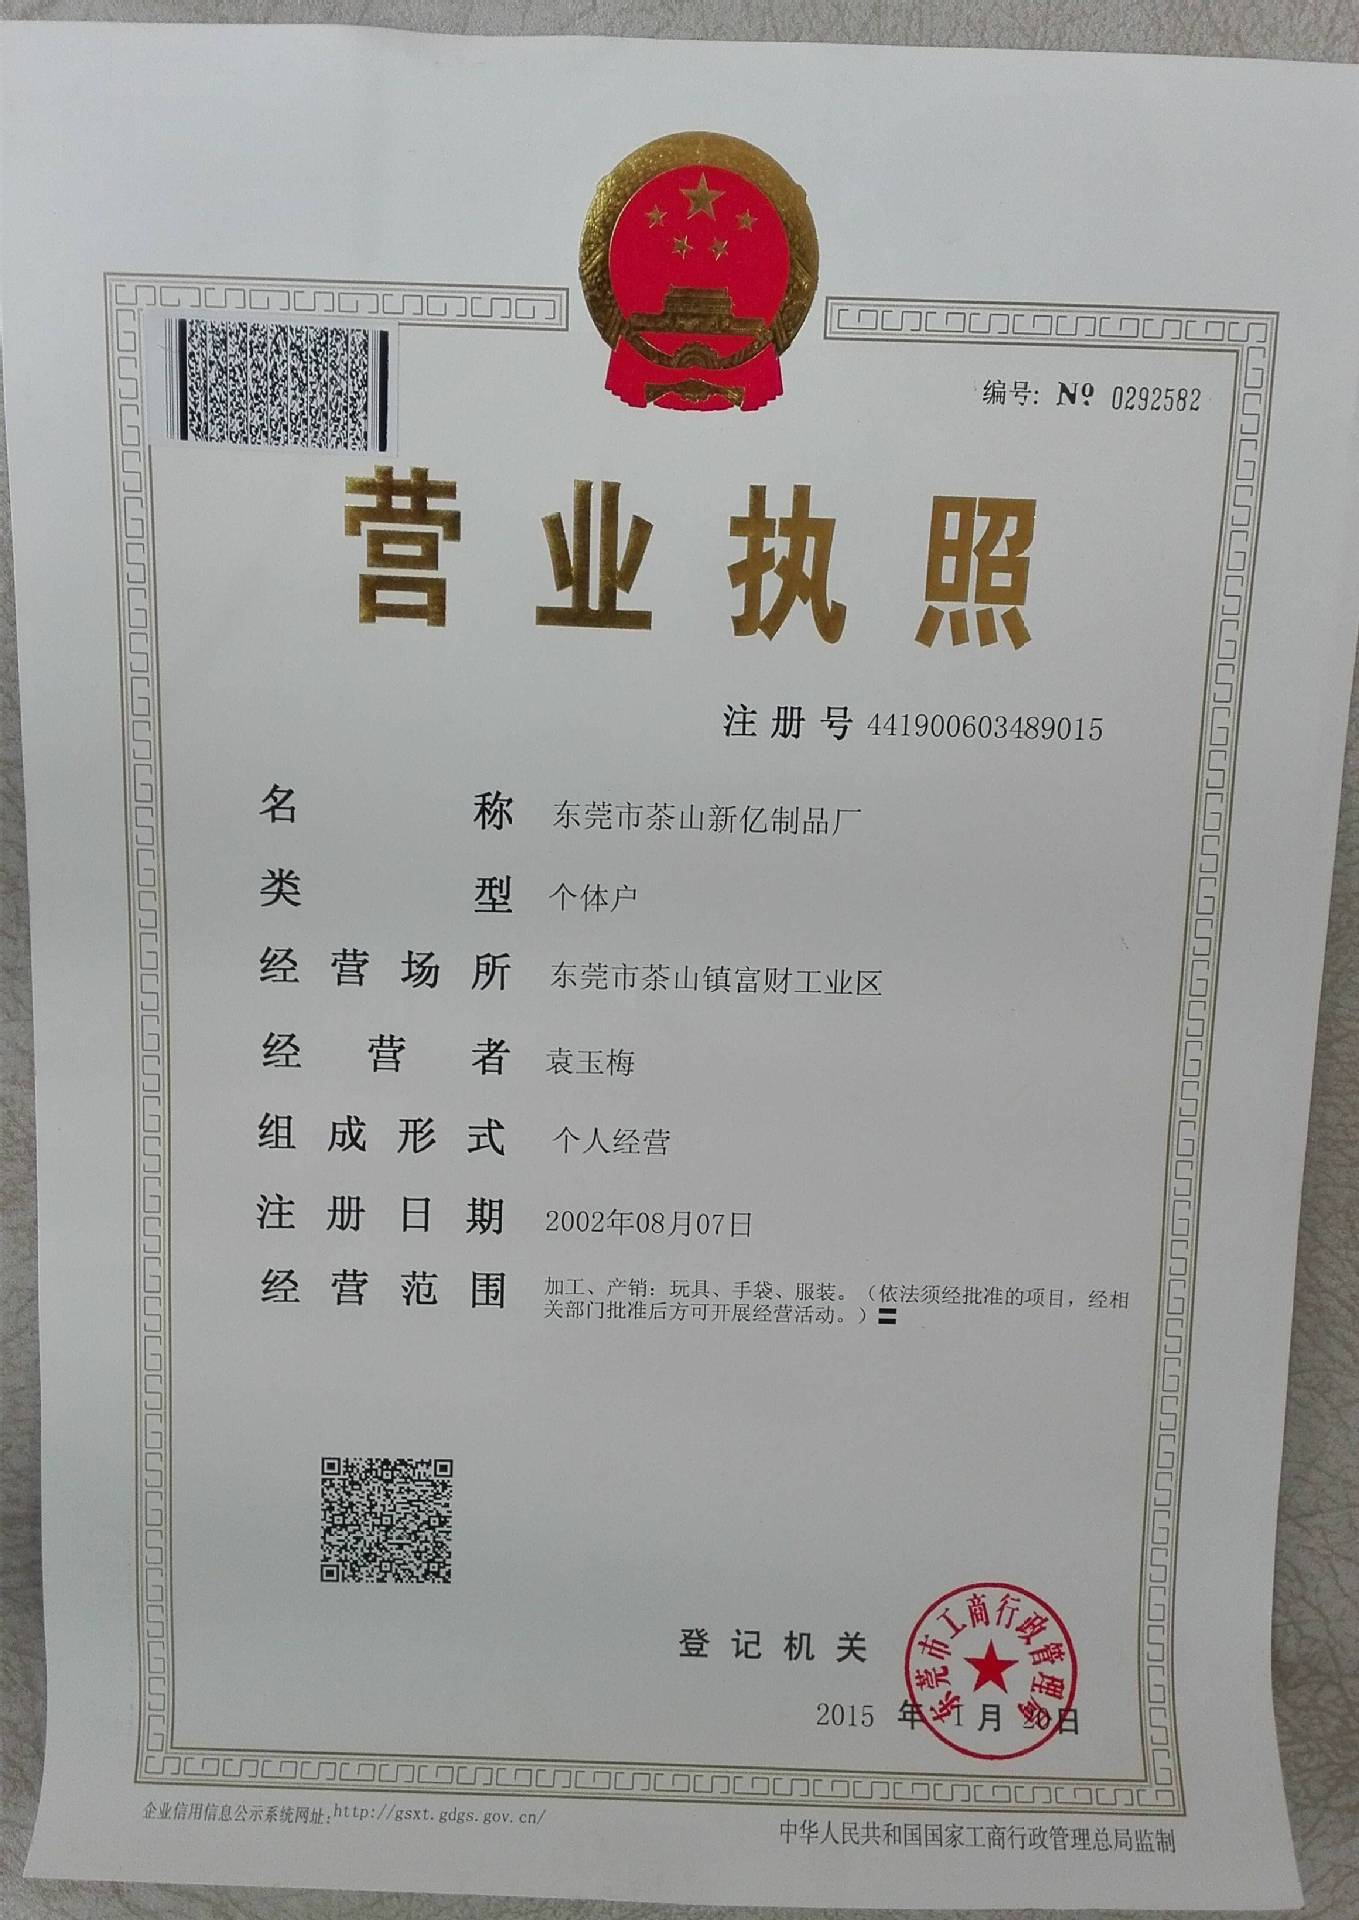 编号: № 0292582
营业执照
注册号 441900603489015
名称 东莞市茶山新亿制品厂
类型 个体户
经营场所 东莞市茶山镇富财工业区
经营者 袁玉梅
组成形式 个人经营
注册日期 2002年08月07日
经营范围 加工、产销：玩具、手袋、服装。（依法须经批准的项目，经相
关部门批准后方可开展经营活动。）〓
登记机关
东莞市工商行政管理局
2015 年 1 月 20日
企业信用信息公示系统网址:http://gsxt.gdgs.gov.cn/
中华人民共和国国家工商行政管理总局监制